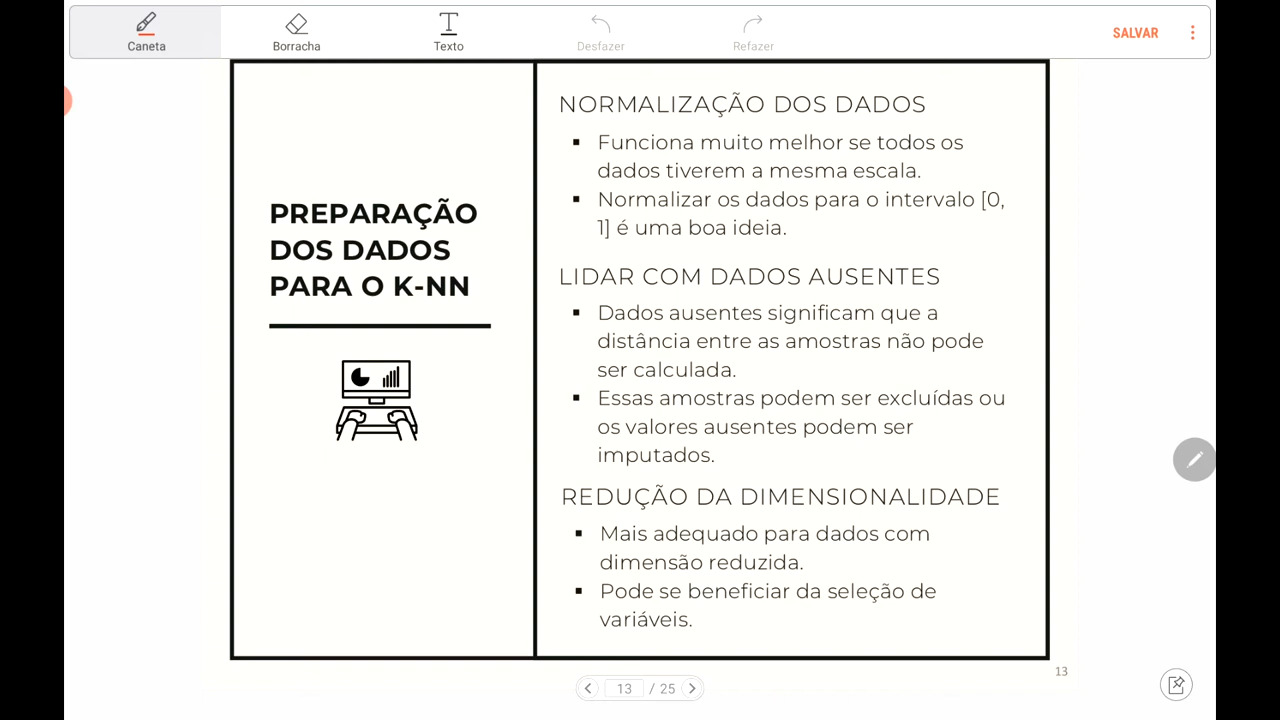 Caneta
Borracha
Texto
Desfazer
Refazer
SALVAR
PREPARAÇÃO
DOS DADOS
PARA O K-NN
NORMALIZAÇÃO DOS DADOS
▪ Funciona muito melhor se todos os
dados tiverem a mesma escala.
▪ Normalizar os dados para o intervalo [0,
1] é uma boa ideia.
LIDAR COM DADOS AUSENTES
▪ Dados ausentes significam que a
distância entre as amostras não pode
ser calculada.
▪ Essas amostras podem ser excluídas ou
os valores ausentes podem ser
imputados.
REDUÇÃO DA DIMENSIONALIDADE
▪ Mais adequado para dados com
dimensão reduzida.
▪ Pode se beneficiar da seleção de
variáveis.
13
13 / 25